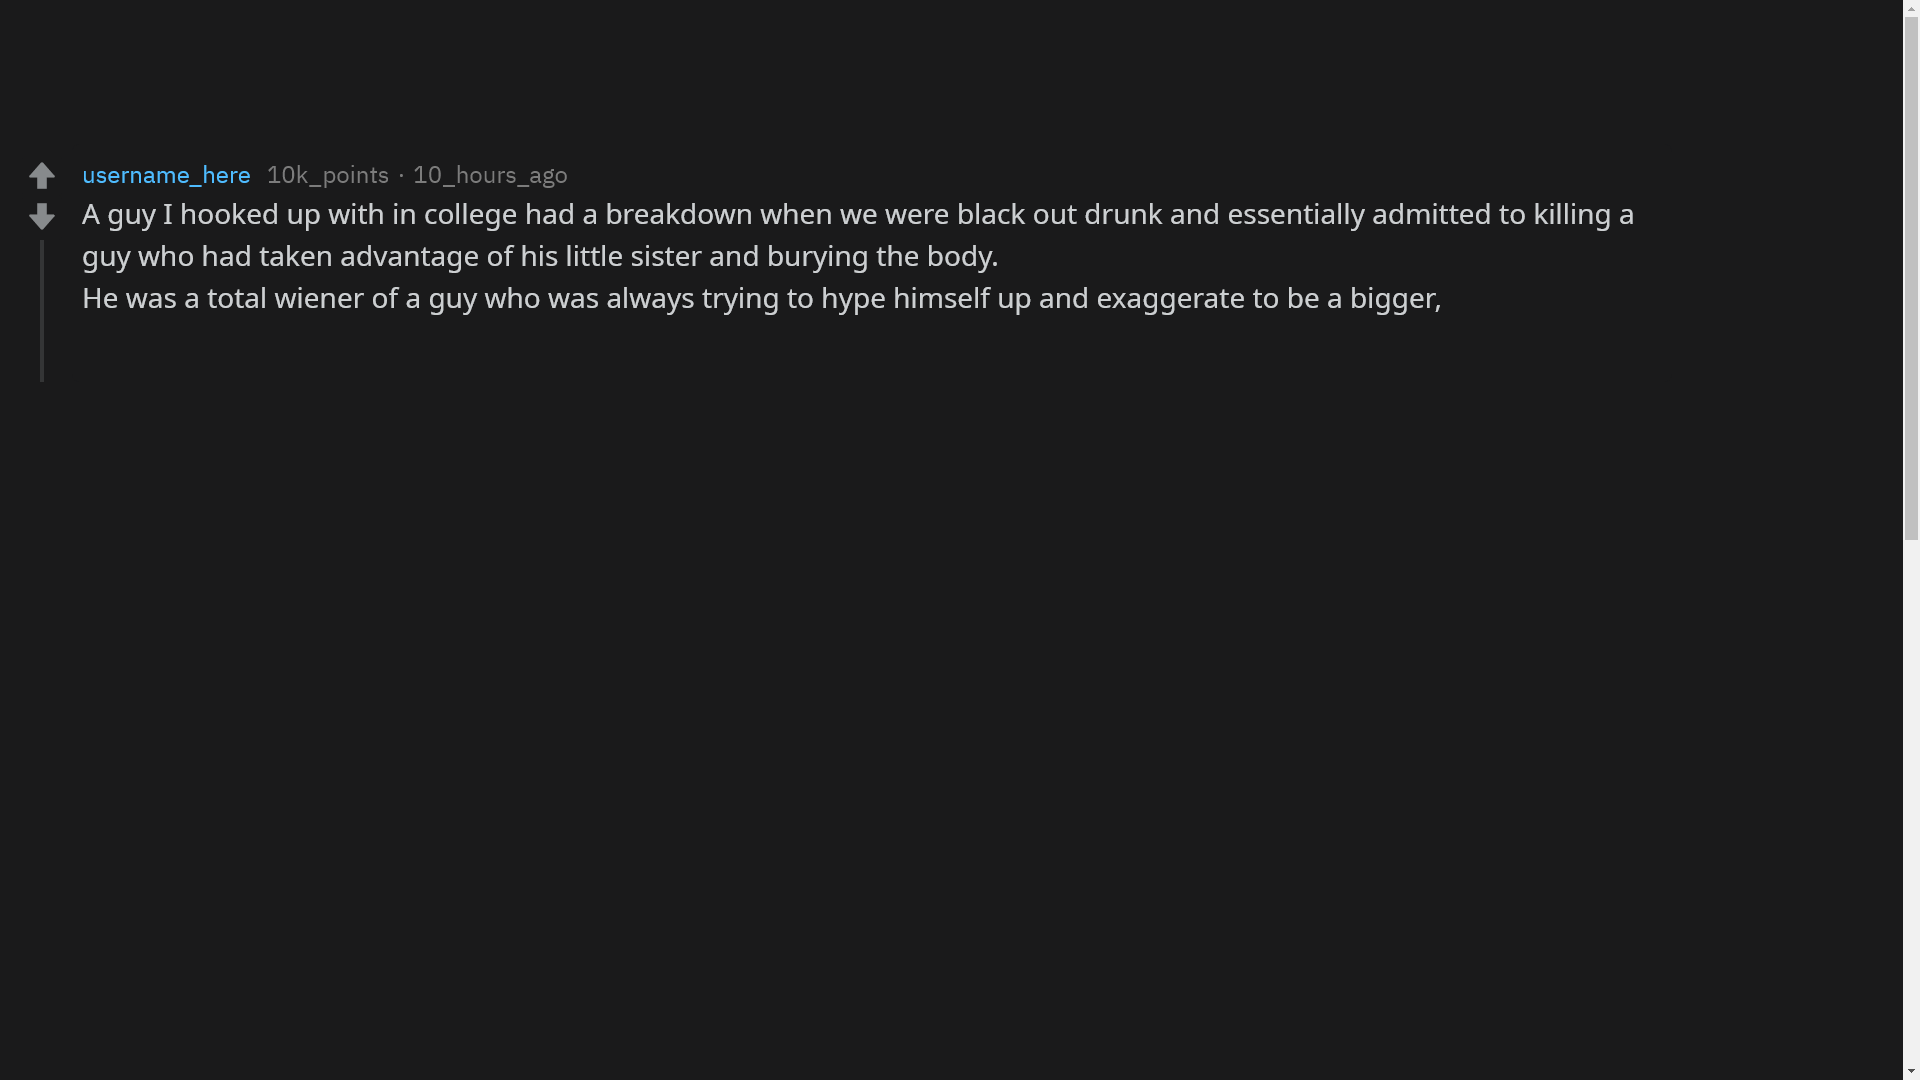 username_here 10k_points · 10_hours_ago
A guy I hooked up with in college had a breakdown when we were black out drunk and essentially admitted to killing a
guy who had taken advantage of his little sister and burying the body.
He was a total wiener of a guy who was always trying to hype himself up and exaggerate to be a bigger,